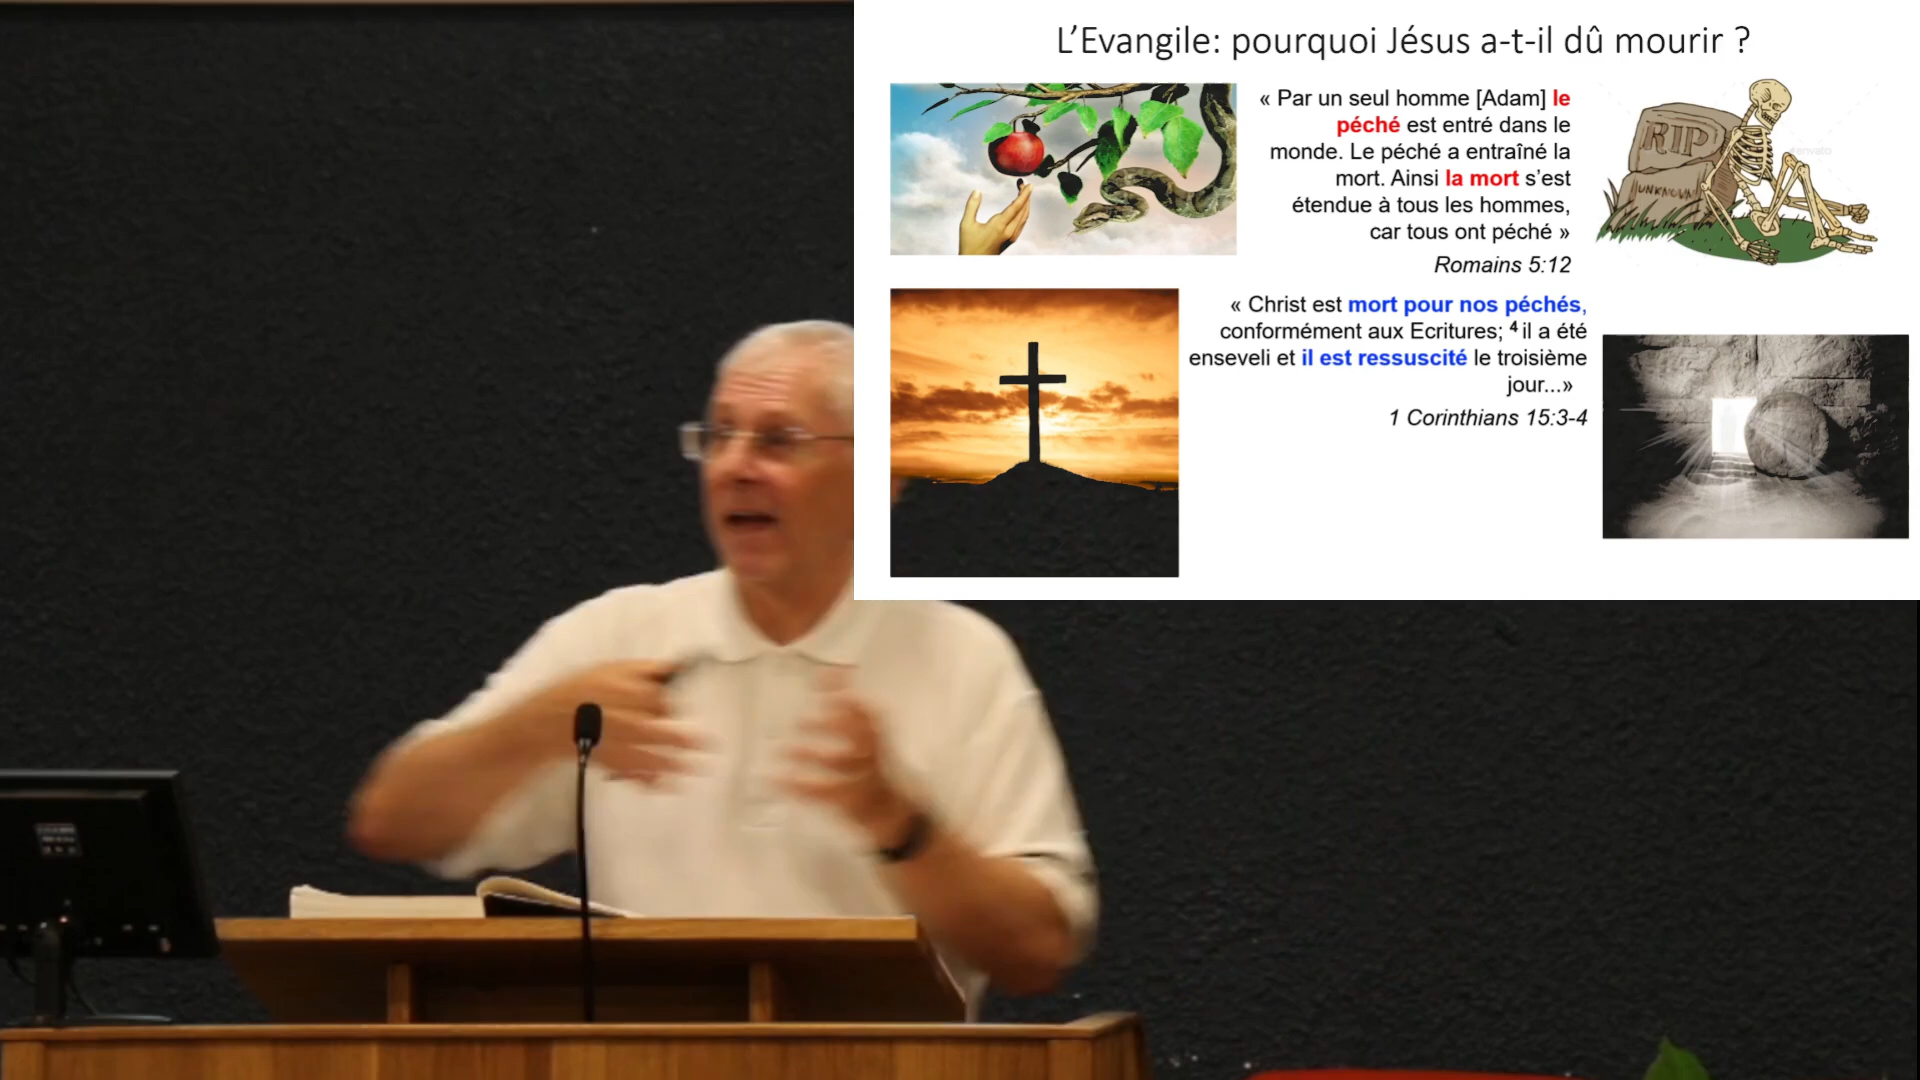 L’Evangile: pourquoi Jésus a-t-il dû mourir ?
« Par un seul homme [Adam] le
péché est entré dans le
monde. Le péché a entraîné la
mort. Ainsi la mort s’est
étendue à tous les hommes,
car tous ont péché »
Romains 5:12
RIP
UNKNOWN
envato
« Christ est mort pour nos péchés,
conformément aux Ecritures; ⁴ il a été
enseveli et il est ressuscité le troisième
jour...»
1 Corinthians 15:3-4